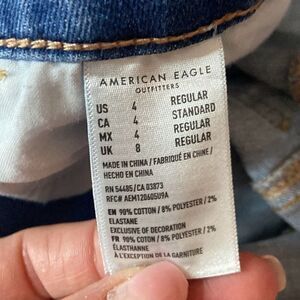 AMERICAN EAGLE
OUTFITTERS
US 4 REGULAR
CA 4 STANDARD
MX 4 REGULAR
UK 8 REGULAR
MADE IN CHINA / FABRIQUÉ EN CHINE /
HECHO EN CHINA
RN 54485 / CA 03873
RFC# AEM120605U9A
EN 90% COTTON / 8% POLYESTER / 2%
ELASTANE
EXCLUSIVE OF DECORATION
FR 90% COTON / 8% POLYESTER / 2%
ÉLASTHANNE
À L'EXCEPTION DE LA GARNITURE